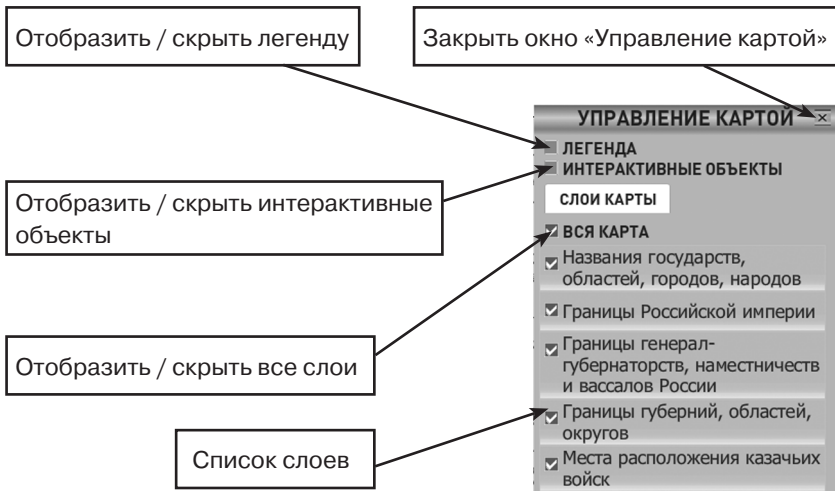 Отобразить / скрыть легенду
Закрыть окно «Управление картой»
УПРАВЛЕНИЕ КАРТОЙ
ЛЕГЕНДА
ИНТЕРАКТИВНЫЕ ОБЪЕКТЫ
Отобразить / скрыть интерактивные
объекты
СЛОИ КАРТЫ
ВСЯ КАРТА
Названия государств,
областей, городов, народов
Границы Российской империи
Границы генерал-
губернаторств, наместничеств
и вассалов России
Отобразить / скрыть все слои
Границы губерний, областей,
округов
Список слоев
Места расположения казачьих
войск